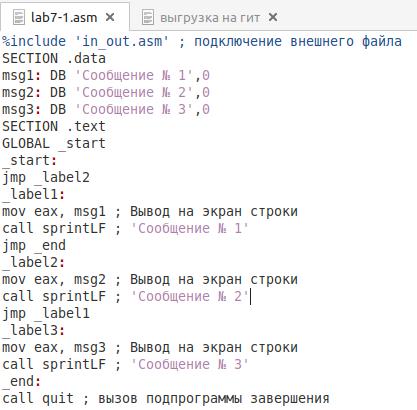 lab7-1.asm
выгрузка на гит
%include 'in_out.asm' ; подключение внешнего файла
SECTION .data
msg1: DB 'Сообщение № 1',0
msg2: DB 'Сообщение № 2',0
msg3: DB 'Сообщение № 3',0
SECTION .text
GLOBAL _start
_start:
jmp _label2
_label1:
mov eax, msg1 ; Вывод на экран строки
call sprintLF ; 'Сообщение № 1'
jmp _end
_label2:
mov eax, msg2 ; Вывод на экран строки
call sprintLF ; 'Сообщение № 2'
jmp _label1
_label3:
mov eax, msg3 ; Вывод на экран строки
call sprintLF ; 'Сообщение № 3'
_end:
call quit ; вызов подпрограммы завершения